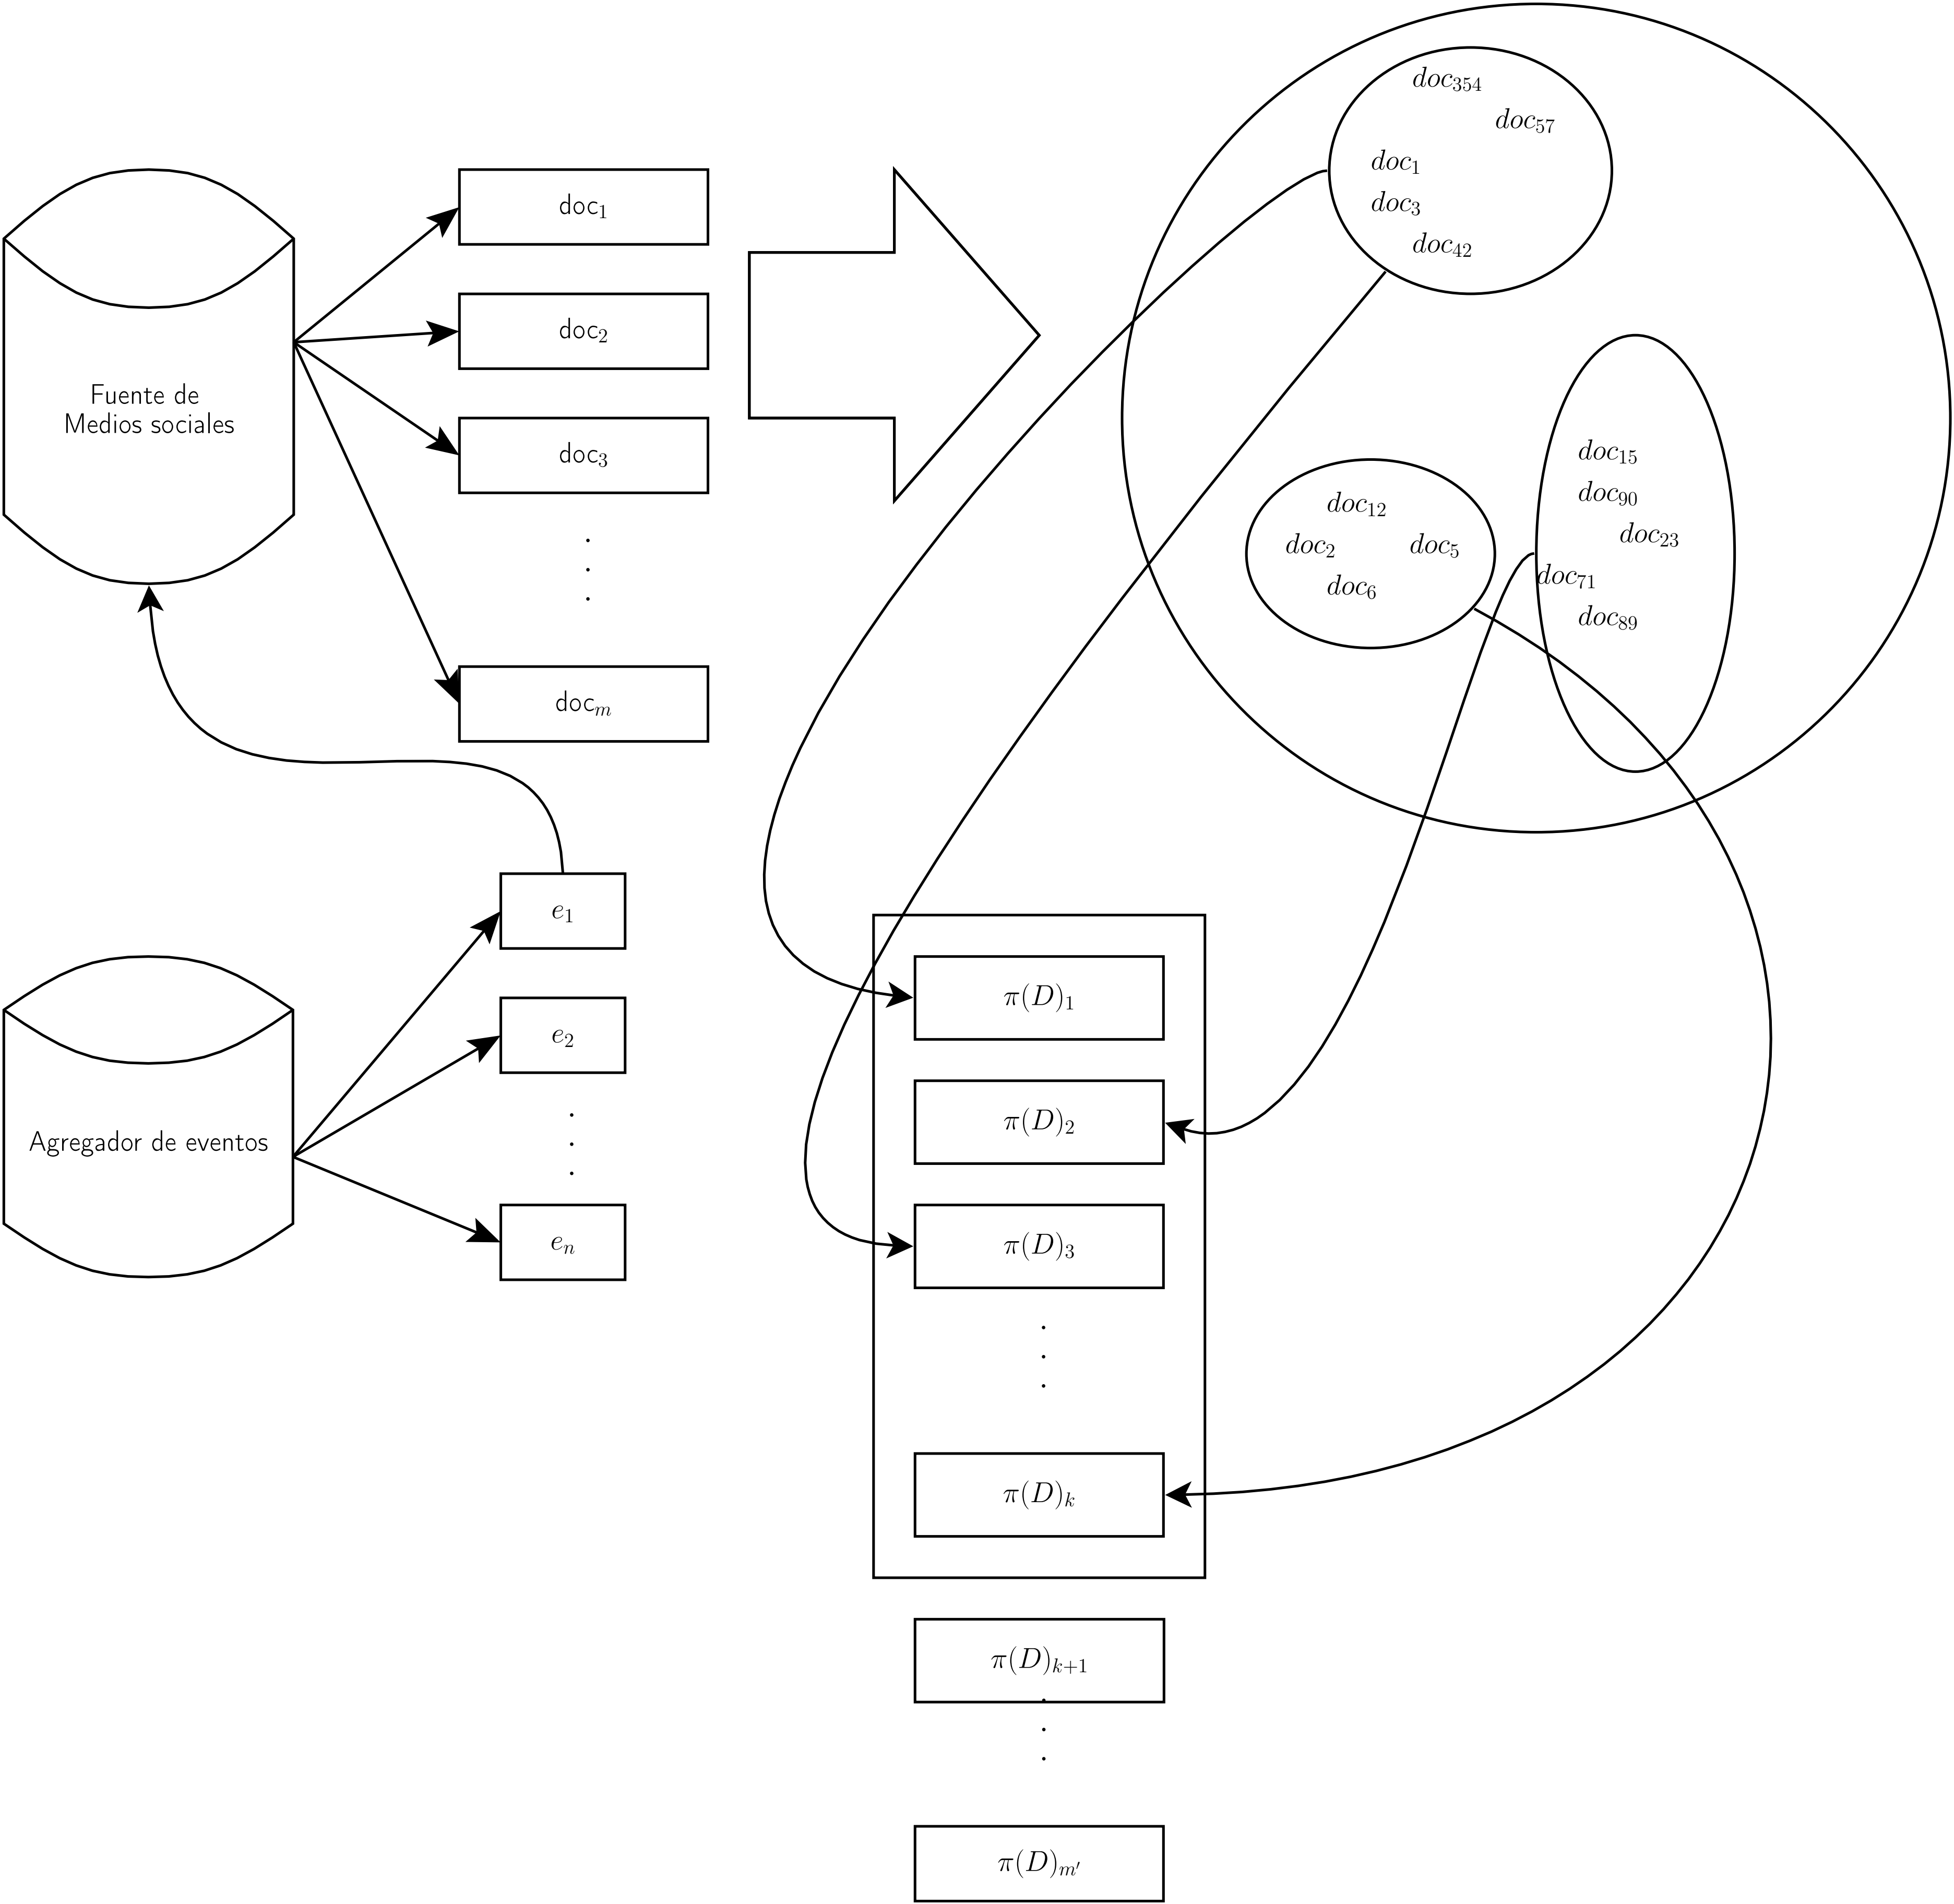 doc₃₅₄
doc₅₇
doc₁
doc₃
doc₄₂
doc₁
doc₂
doc₃
.
.
.
doc𝑚
Fuente de
Medios sociales
doc₁₂
doc₂ doc₅
doc₆
doc₁₅
doc₉₀
doc₂₃
doc₇₁
doc₈₉
Agregador de eventos
e₁
e₂
.
.
.
eₙ
π(D)₁
π(D)₂
π(D)₃
.
.
.
π(D)ₖ
π(D)ₖ₊₁
.
.
.
π(D)ₘ′